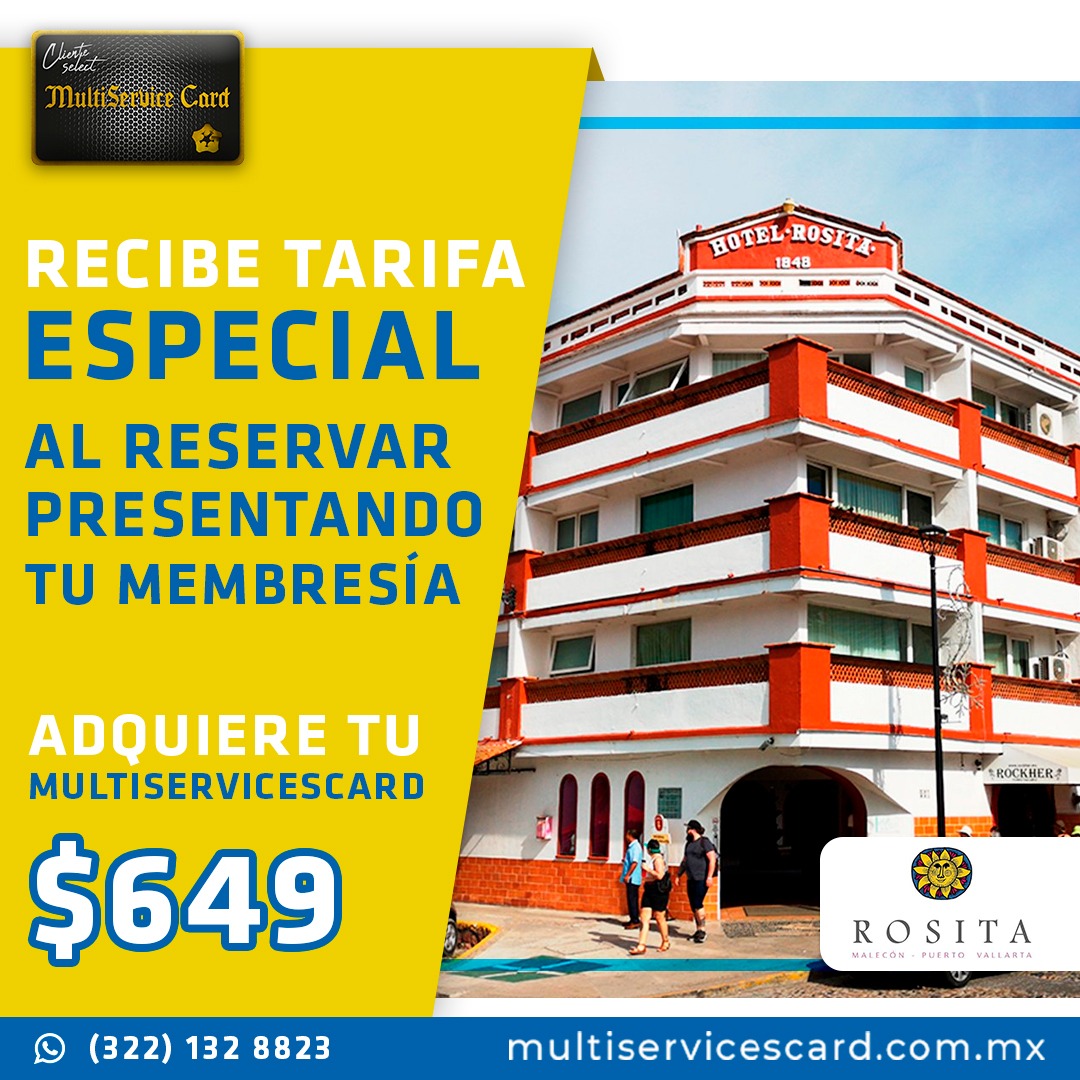 Cliente
select
MultiService Card
RECIBE TARIFA
ESPECIAL
AL RESERVAR
PRESENTANDO
TU MEMBRESÍA
ADQUIERE TU
MULTISERVICESCARD
$649
HOTEL·ROSITA·
1848
ROCKHER
ROSITA
MALECÓN - PUERTO VALLARTA
(322) 132 8823
multiservicescard.com.mx